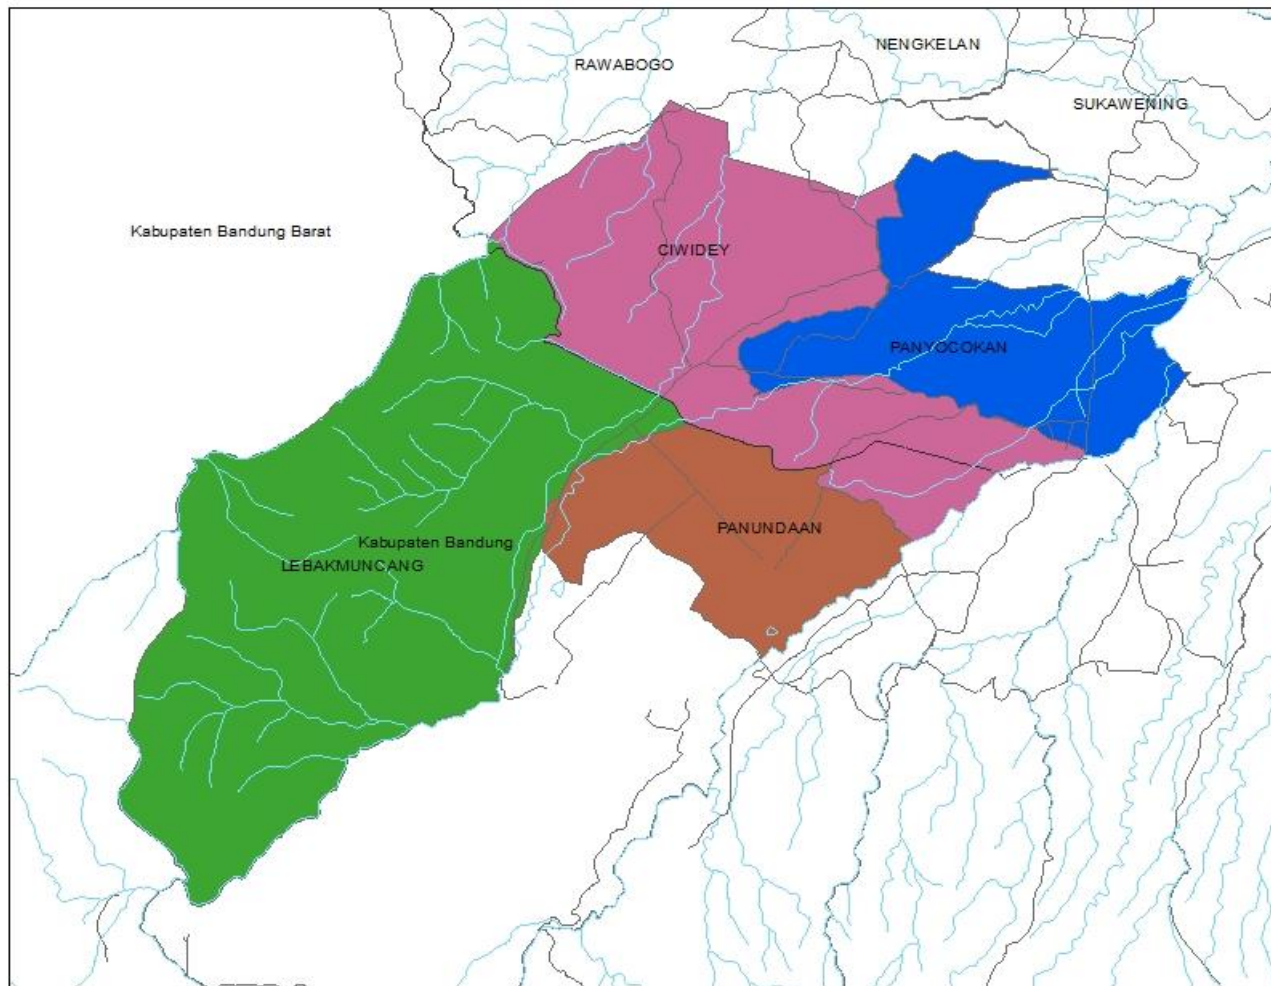 NENGKELAN
RAWABOGO
SUKAWENING
Kabupaten Bandung Barat
CIWIDEY
PANYOCOKAN
PANUNDAAN
Kabupaten Bandung
LEBAKMUNCANG